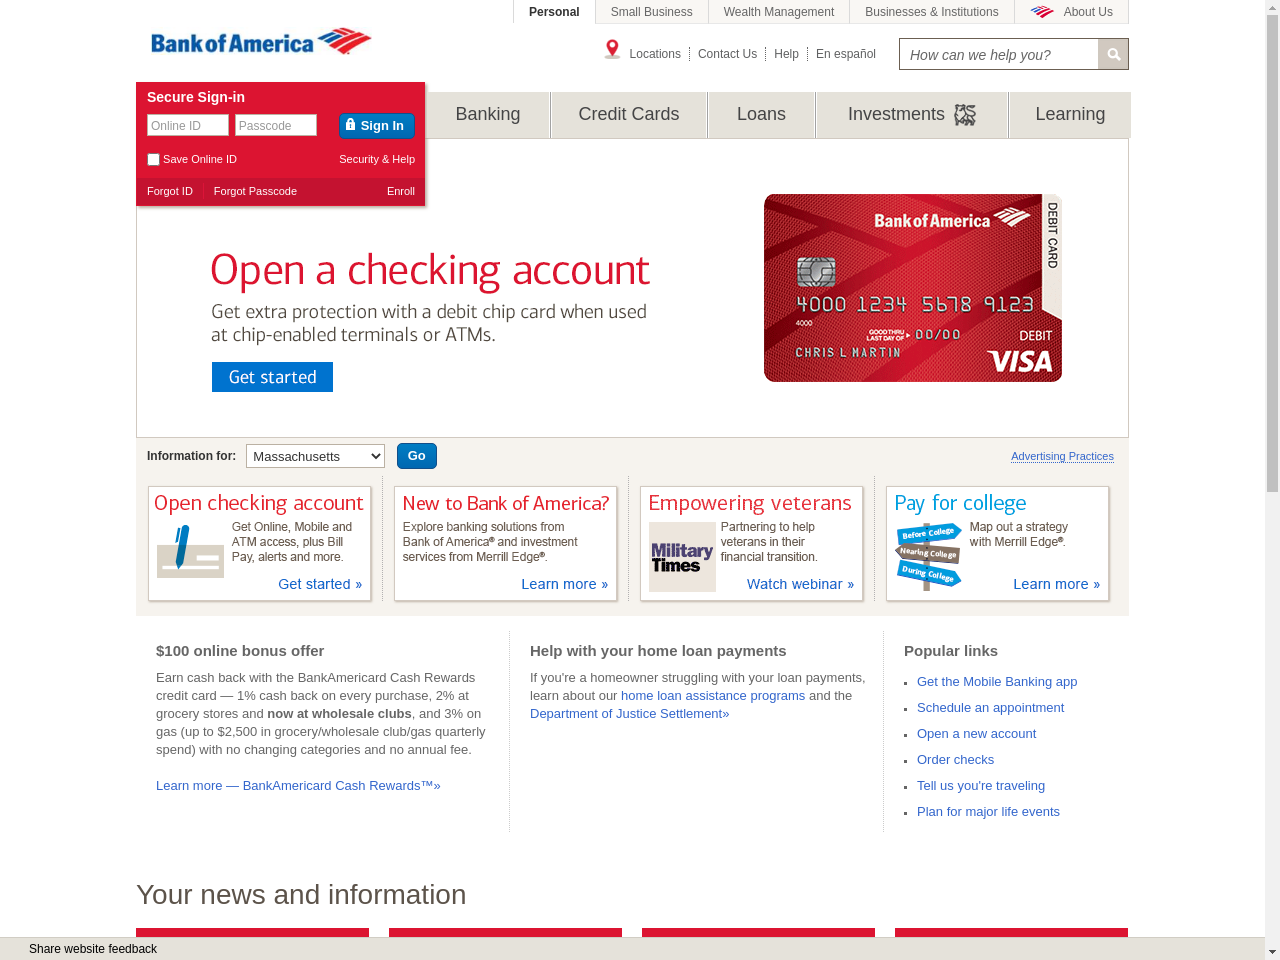 Personal
Small Business
Wealth Management
Businesses & Institutions
About Us
Bank of America
Locations
Contact Us
Help
En español
How can we help you?
Secure Sign-in
Online ID
Passcode
Sign In
Save Online ID
Security & Help
Forgot ID
Forgot Passcode
Enroll
Banking
Credit Cards
Loans
Investments
Learning
Open a checking account
Get extra protection with a debit chip card when used
at chip-enabled terminals or ATMs.
Get started
Bank of America
DEBIT CARD
4000 1234 5678 9123
4000
GOOD THRU
LAST DAY OF
00/00
CHRIS L MARTIN
DEBIT
VISA
Information for:
Massachusetts
Go
Advertising Practices
Open checking account
Get Online, Mobile and
ATM access, plus Bill
Pay, alerts and more.
Get started »
New to Bank of America?
Explore banking solutions from
Bank of America® and investment
services from Merrill Edge®.
Learn more »
Empowering veterans
Military
Times
Partnering to help
veterans in their
financial transition.
Watch webinar »
Pay for college
Before College
Nearing College
During College
Map out a strategy
with Merrill Edge®.
Learn more »
$100 online bonus offer
Earn cash back with the BankAmericard Cash Rewards
credit card — 1% cash back on every purchase, 2% at
grocery stores and now at wholesale clubs, and 3% on
gas (up to $2,500 in grocery/wholesale club/gas quarterly
spend) with no changing categories and no annual fee.
Learn more — BankAmericard Cash Rewards™»
Help with your home loan payments
If you're a homeowner struggling with your loan payments,
learn about our home loan assistance programs and the
Department of Justice Settlement»
Popular links
Get the Mobile Banking app
Schedule an appointment
Open a new account
Order checks
Tell us you're traveling
Plan for major life events
Your news and information
Share website feedback